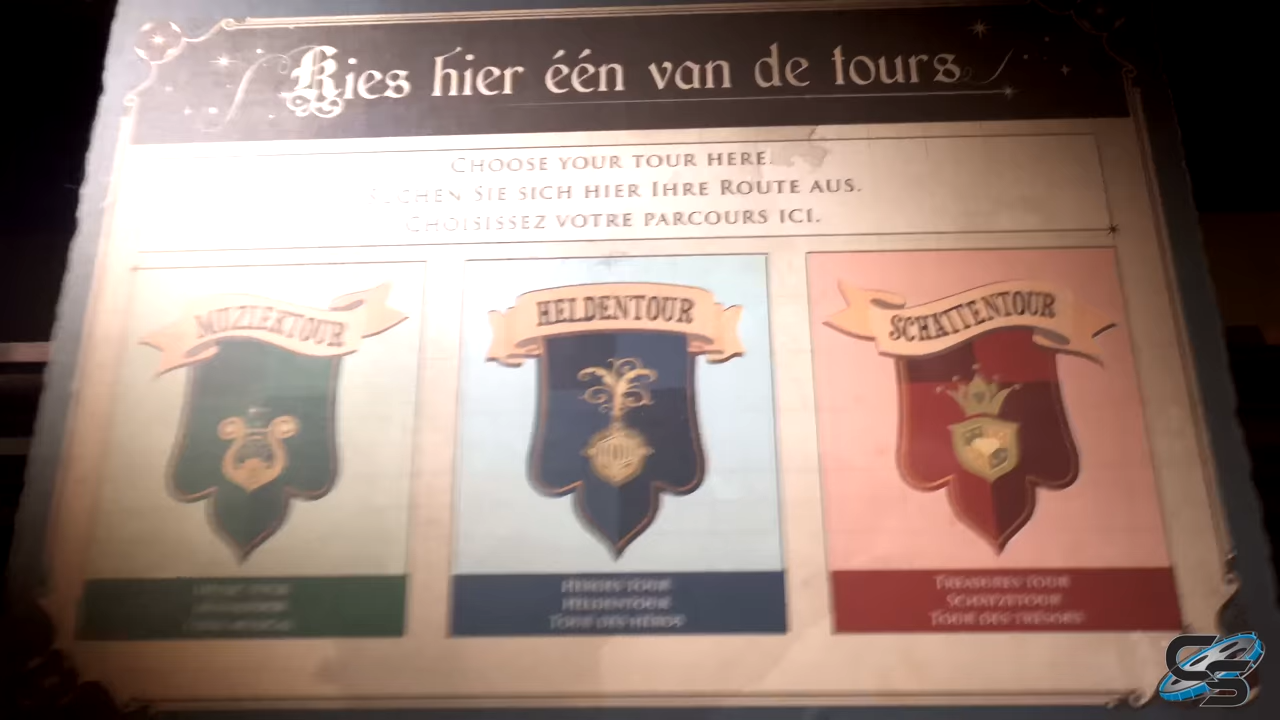 Kies hier één van de tours
CHOOSE YOUR TOUR HERE.
SIE SICH HIER IHRE ROUTE AUS.
CHOISISSEZ VOTRE PARCOURS ICI.
MUZIEKTOUR
HELDENTOUR
SCHATTENTOUR
HEROES TOUR
HELDENTOUR
TOUR DES HÉROS
TREASURES TOUR
SCHATZETOUR
TOUR DES TRÉSORS